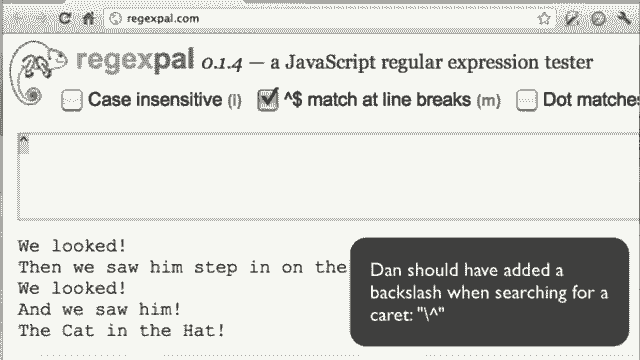 regexpal.com
regexpal 0.1.4 — a JavaScript regular expression tester
Case insensitive (i) ^$ match at line breaks (m) Dot matches
^
We looked!
Then we saw him step in on the
We looked!
And we saw him!
The Cat in the Hat!
Dan should have added a
backslash when searching for a
caret: "\^"